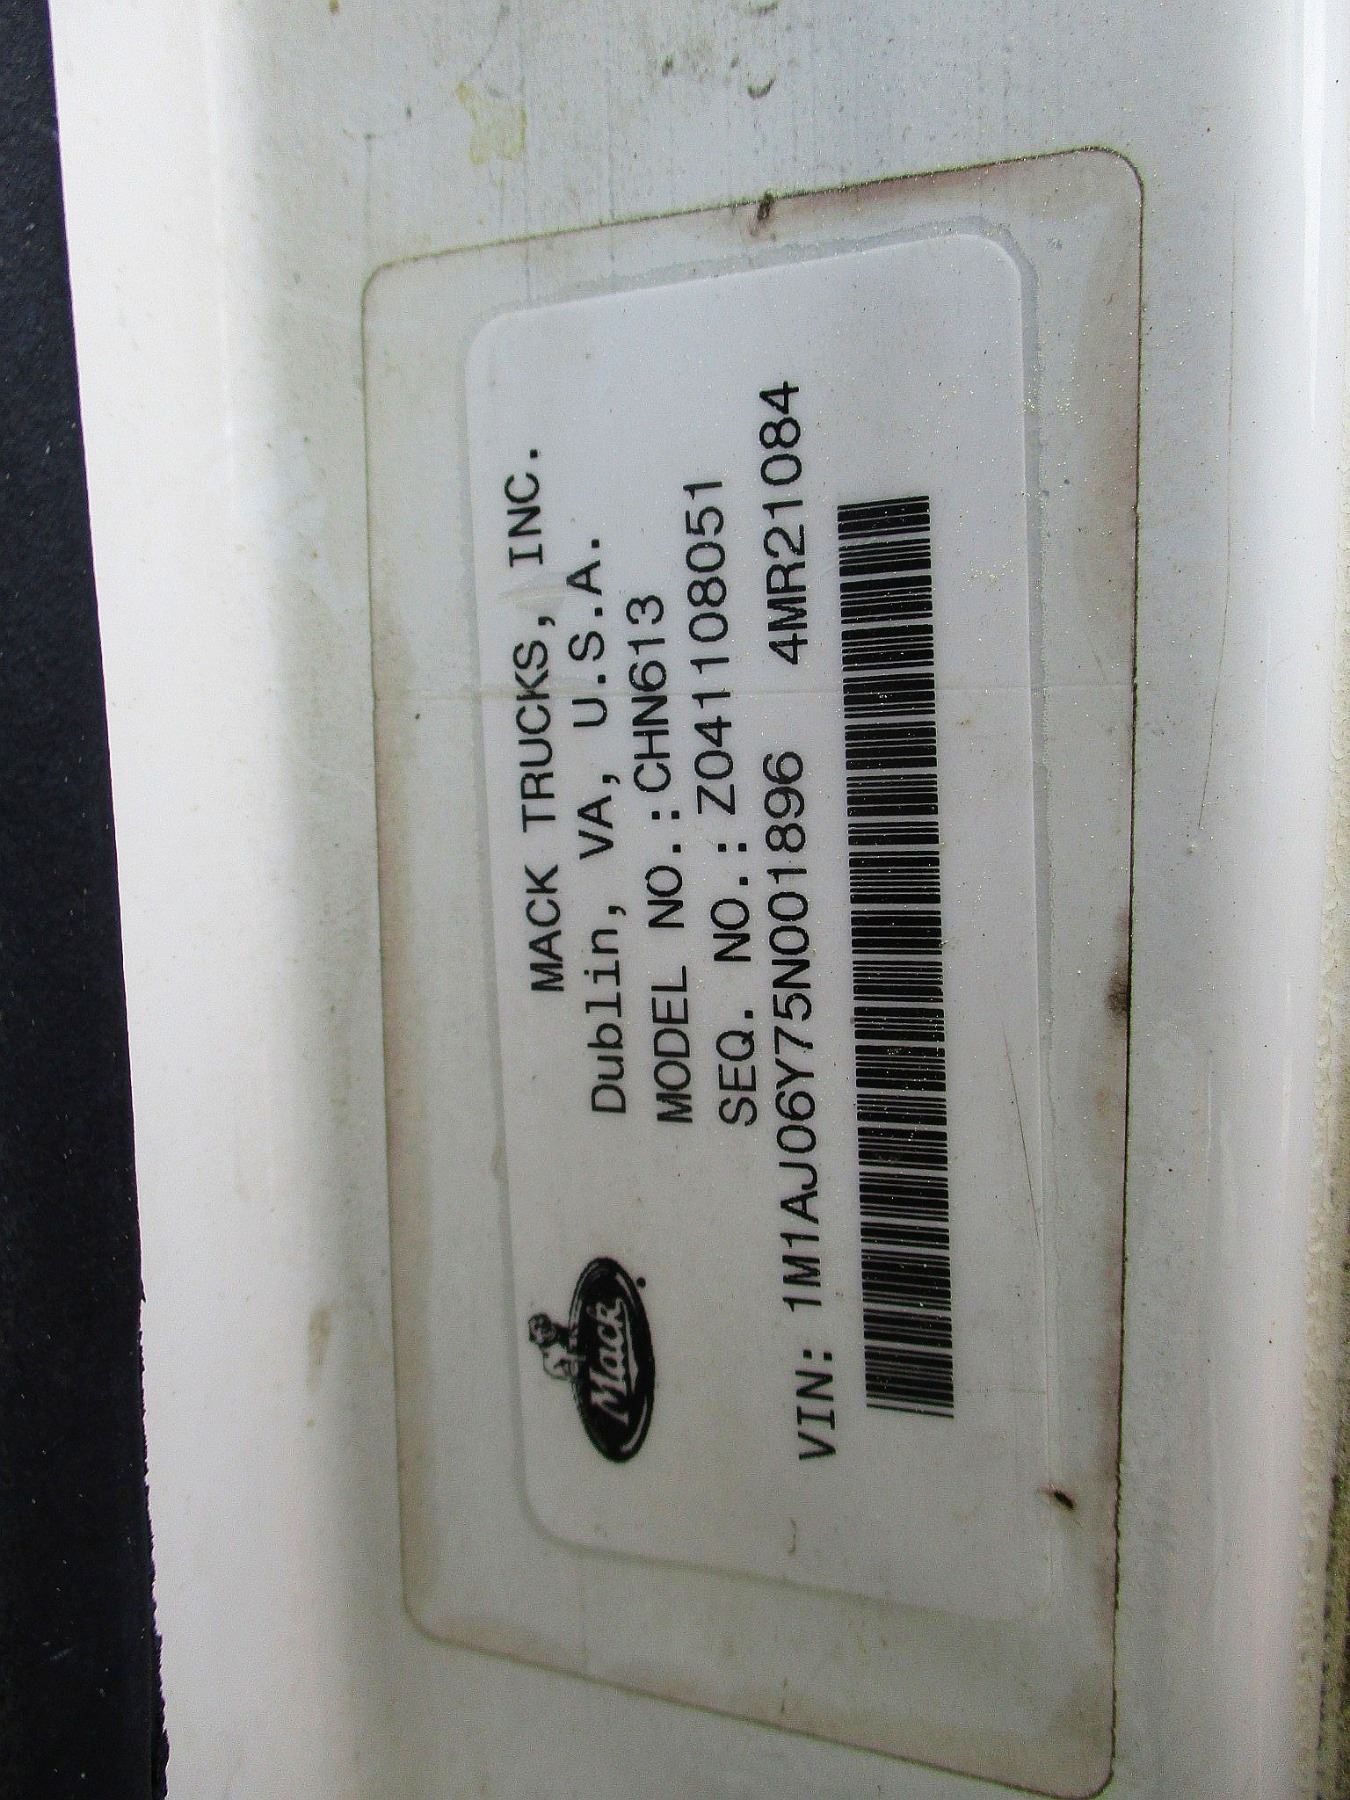 MACK TRUCKS, INC.
Dublin, VA, U.S.A.
MODEL NO.:CHN613
SEQ. NO.: Z041108051
Mack
VIN: 1M1AJ06Y75N001896 4MR21084